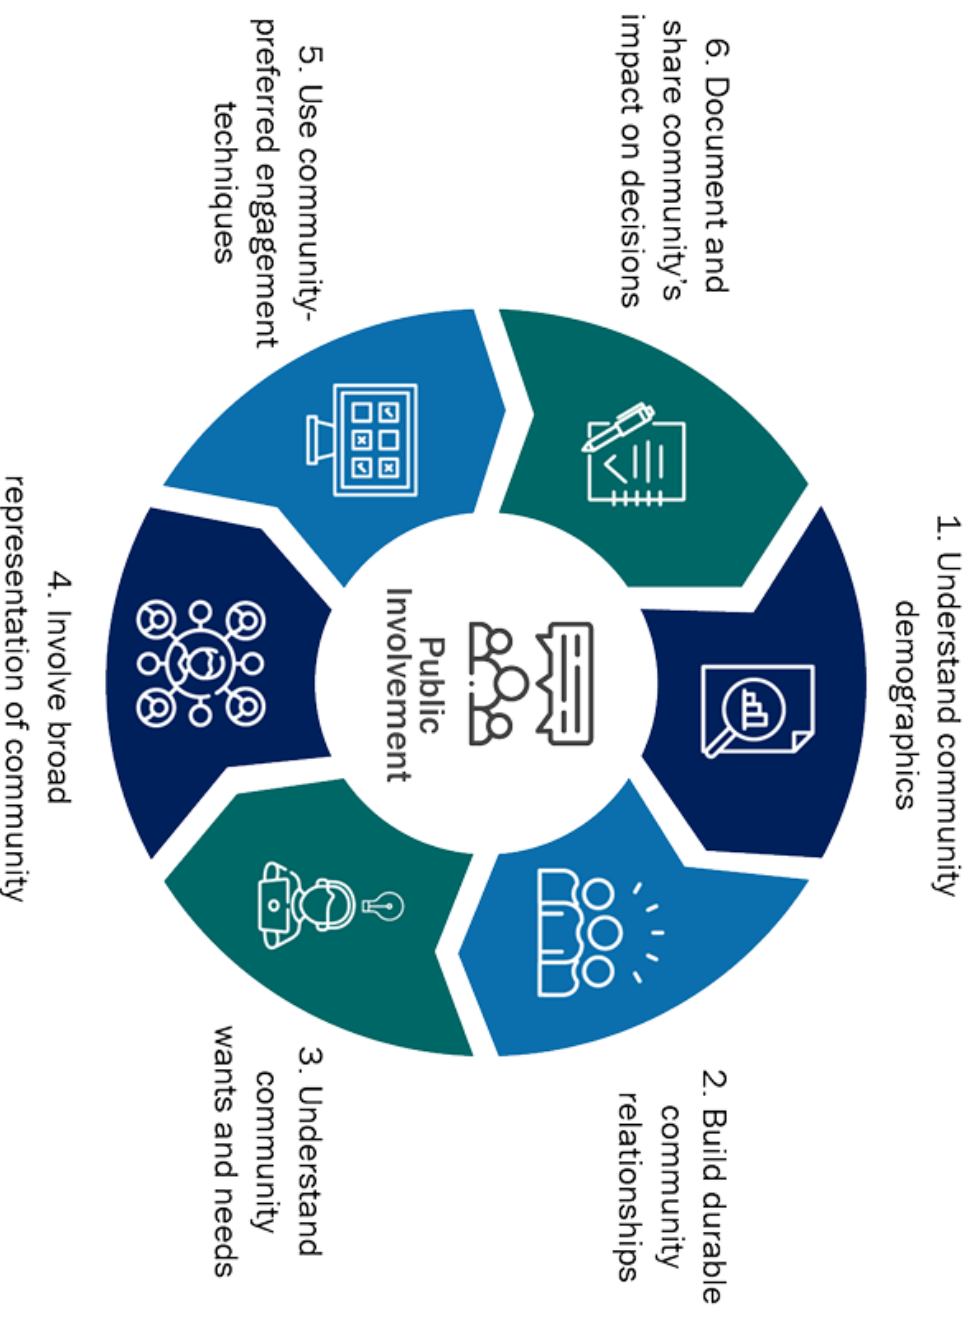 1. Understand community
demographics
2. Build durable
community
relationships
3. Understand
community
wants and needs
4. Involve broad
representation of community
5. Use community-
preferred engagement
techniques
6. Document and
share community's
impact on decisions
Public
Involvement